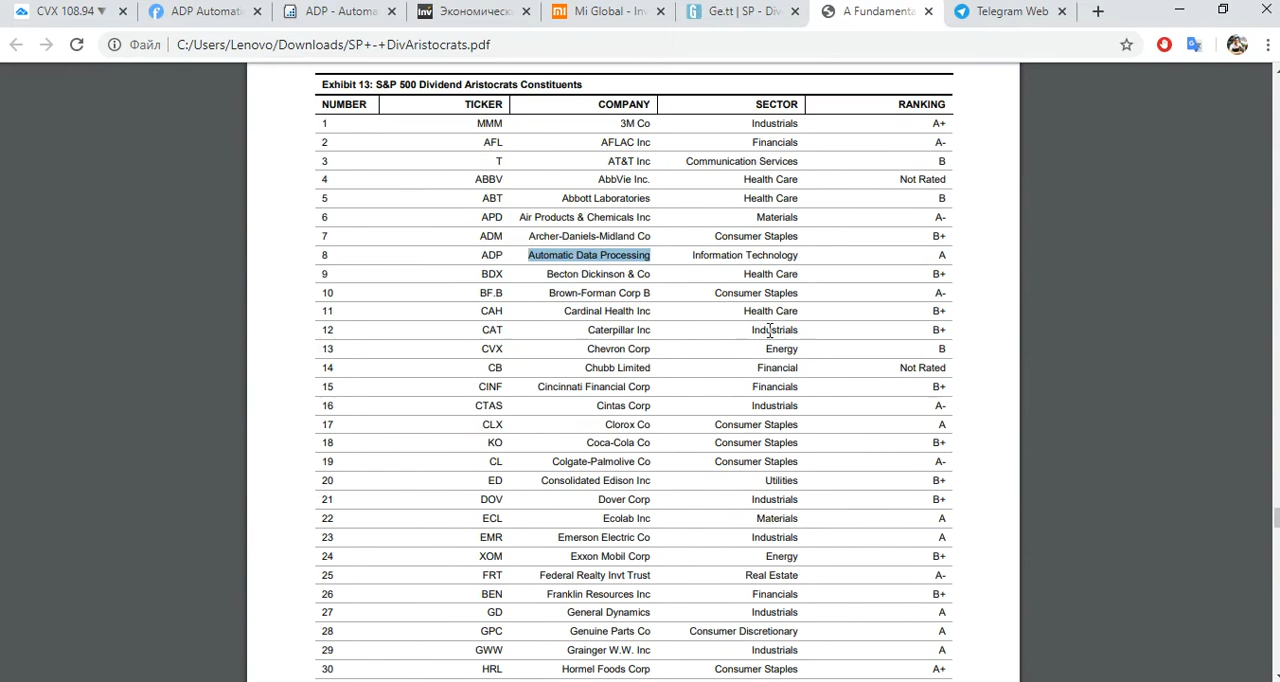 CVX 108.94 ▼
ADP Automati
ADP - Automa
Экономическ
Mi Global - Inv
Ge.tt | SP - Div
A Fundamenta
Telegram Web
Файл C:/Users/Lenovo/Downloads/SP+-+DivAristocrats.pdf
Exhibit 13: S&P 500 Dividend Aristocrats Constituents
NUMBER TICKER COMPANY SECTOR RANKING
1 MMM 3M Co Industrials A+
2 AFL AFLAC Inc Financials A-
3 T AT&T Inc Communication Services B
4 ABBV AbbVie Inc. Health Care Not Rated
5 ABT Abbott Laboratories Health Care B
6 APD Air Products & Chemicals Inc Materials A-
7 ADM Archer-Daniels-Midland Co Consumer Staples B+
8 ADP Automatic Data Processing Information Technology A
9 BDX Becton Dickinson & Co Health Care B+
10 BF.B Brown-Forman Corp B Consumer Staples A-
11 CAH Cardinal Health Inc Health Care B+
12 CAT Caterpillar Inc Industrials B+
13 CVX Chevron Corp Energy B
14 CB Chubb Limited Financial Not Rated
15 CINF Cincinnati Financial Corp Financials B+
16 CTAS Cintas Corp Industrials A-
17 CLX Clorox Co Consumer Staples A
18 KO Coca-Cola Co Consumer Staples B+
19 CL Colgate-Palmolive Co Consumer Staples A-
20 ED Consolidated Edison Inc Utilities B+
21 DOV Dover Corp Industrials B+
22 ECL Ecolab Inc Materials A
23 EMR Emerson Electric Co Industrials A
24 XOM Exxon Mobil Corp Energy B+
25 FRT Federal Realty Invt Trust Real Estate A-
26 BEN Franklin Resources Inc Financials B+
27 GD General Dynamics Industrials A
28 GPC Genuine Parts Co Consumer Discretionary A
29 GWW Grainger W.W. Inc Industrials A
30 HRL Hormel Foods Corp Consumer Staples A+